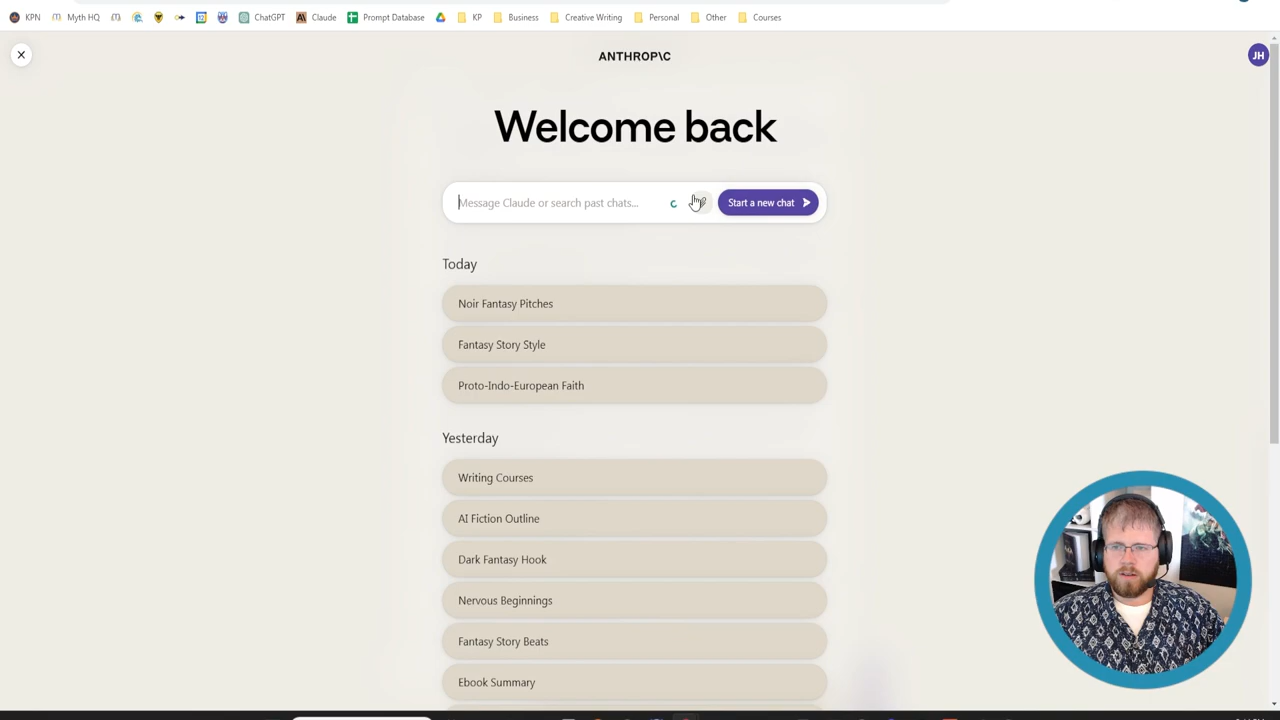 KPN Myth HQ ChatGPT Claude Prompt Database KP Business Creative Writing Personal Other Courses
ANTHROP\C
JH
Welcome back
Message Claude or search past chats...
Start a new chat
Today
Noir Fantasy Pitches
Fantasy Story Style
Proto-Indo-European Faith
Yesterday
Writing Courses
AI Fiction Outline
Dark Fantasy Hook
Nervous Beginnings
Fantasy Story Beats
Ebook Summary